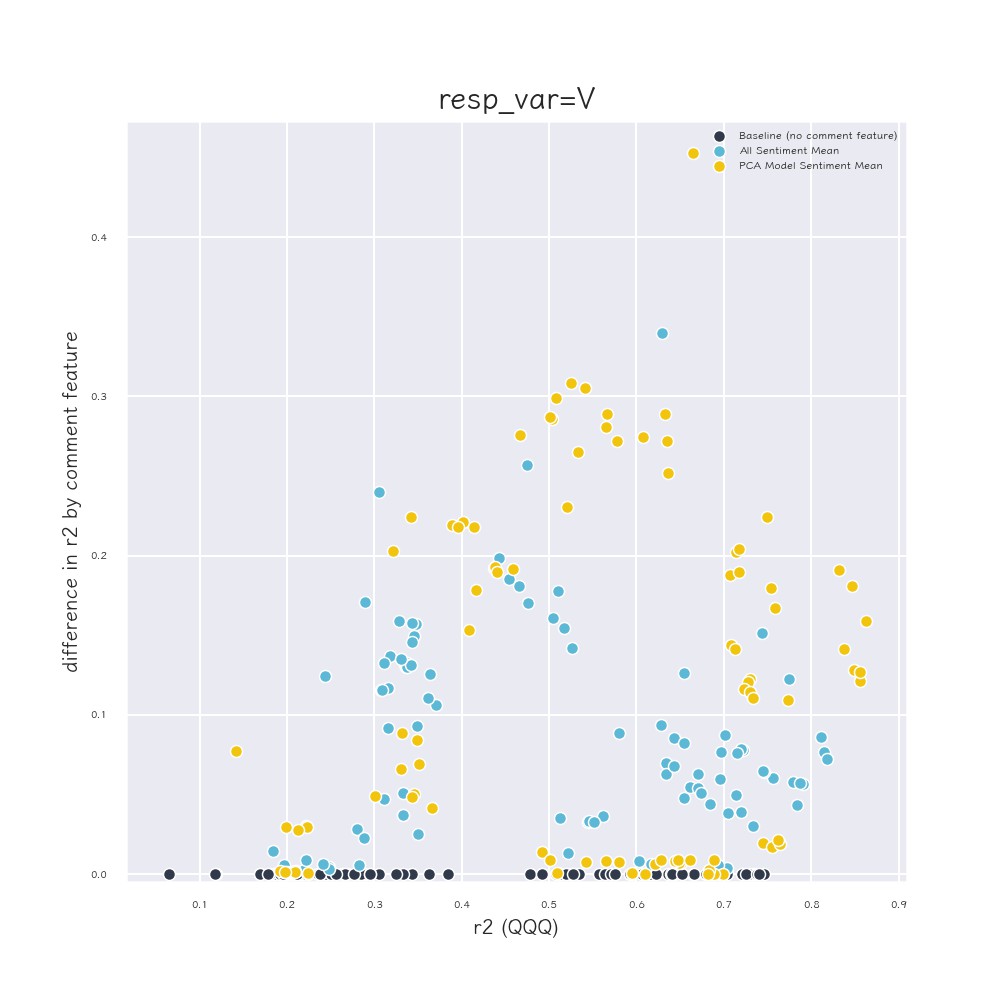 resp_var=V
Baseline (no comment feature)
All Sentiment Mean
PCA Model Sentiment Mean
difference in r2 by comment feature
0.4
0.3
0.2
0.1
0.0
0.1 0.2 0.3 0.4 0.5 0.6 0.7 0.8 0.9
r2 (QQQ)